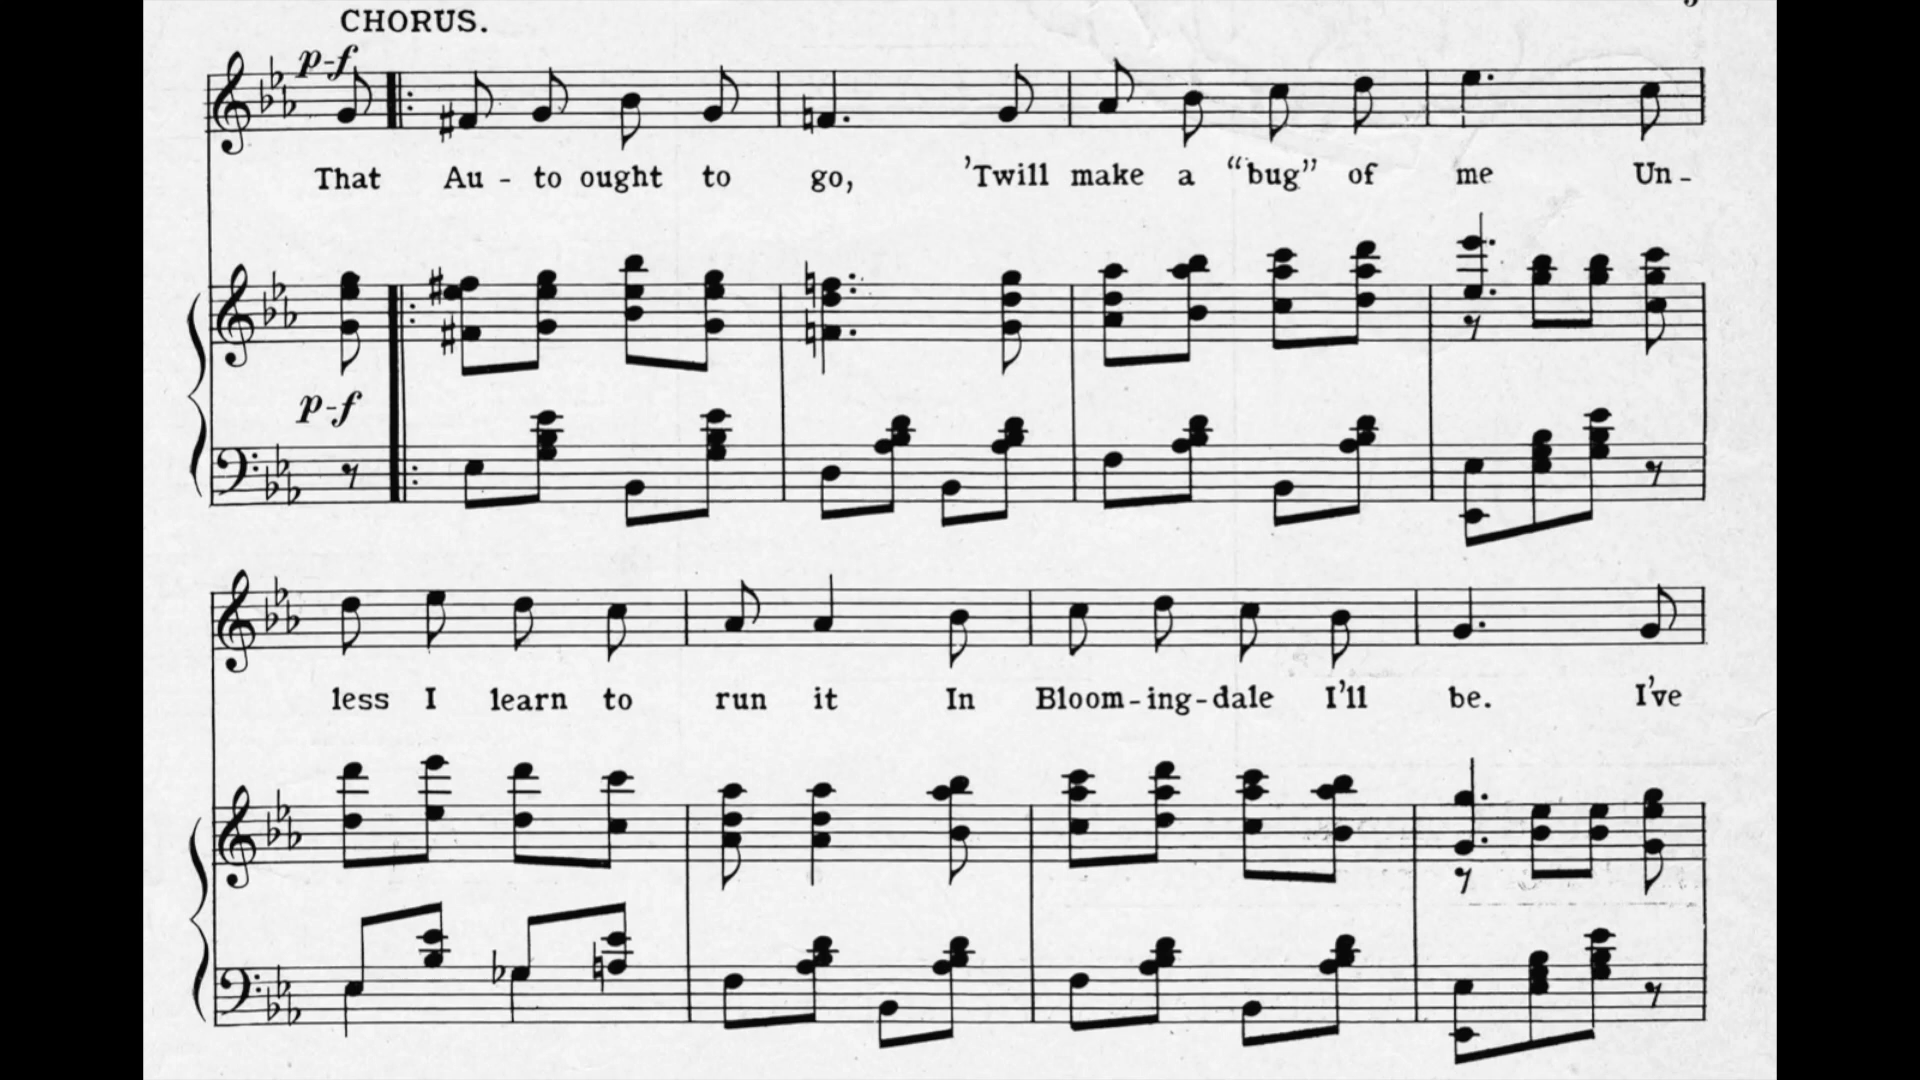 CHORUS.
p-f
That Au - to ought to go, 'Twill make a “bug” of me Un -
p-f
less I learn to run it In Bloom - ing - dale I'll be. I've